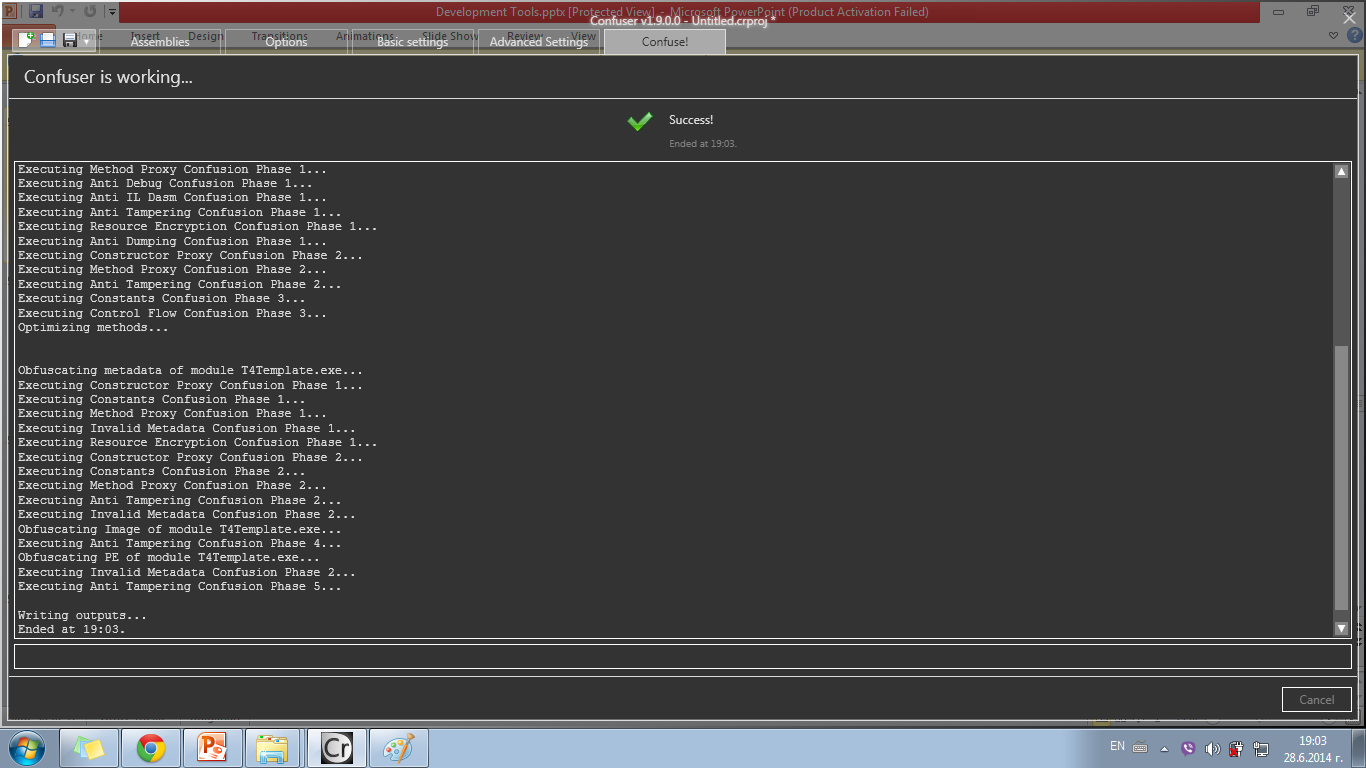 Development Tools.pptx [Protected View] - Microsoft PowerPoint (Product Activation Failed)
Confuser v1.9.0.0 - Untitled.crproj *
Insert Design Transitions Animations Slide Show Review View
Assemblies Options Basic settings Advanced Settings Confuse!
Confuser is working...
Success!
Ended at 19:03.
Executing Method Proxy Confusion Phase 1...
Executing Anti Debug Confusion Phase 1...
Executing Anti IL Dasm Confusion Phase 1...
Executing Anti Tampering Confusion Phase 1...
Executing Resource Encryption Confusion Phase 1...
Executing Anti Dumping Confusion Phase 1...
Executing Constructor Proxy Confusion Phase 2...
Executing Method Proxy Confusion Phase 2...
Executing Anti Tampering Confusion Phase 2...
Executing Constants Confusion Phase 3...
Executing Control Flow Confusion Phase 3...
Optimizing methods...
Obfuscating metadata of module T4Template.exe...
Executing Constructor Proxy Confusion Phase 1...
Executing Constants Confusion Phase 1...
Executing Method Proxy Confusion Phase 1...
Executing Invalid Metadata Confusion Phase 1...
Executing Resource Encryption Confusion Phase 1...
Executing Constructor Proxy Confusion Phase 2...
Executing Constants Confusion Phase 2...
Executing Method Proxy Confusion Phase 2...
Executing Anti Tampering Confusion Phase 2...
Executing Invalid Metadata Confusion Phase 2...
Obfuscating Image of module T4Template.exe...
Executing Anti Tampering Confusion Phase 4...
Obfuscating PE of module T4Template.exe...
Executing Invalid Metadata Confusion Phase 2...
Executing Anti Tampering Confusion Phase 5...
Writing outputs...
Ended at 19:03.
Cancel
Cr
EN
19:03
28.6.2014 г.